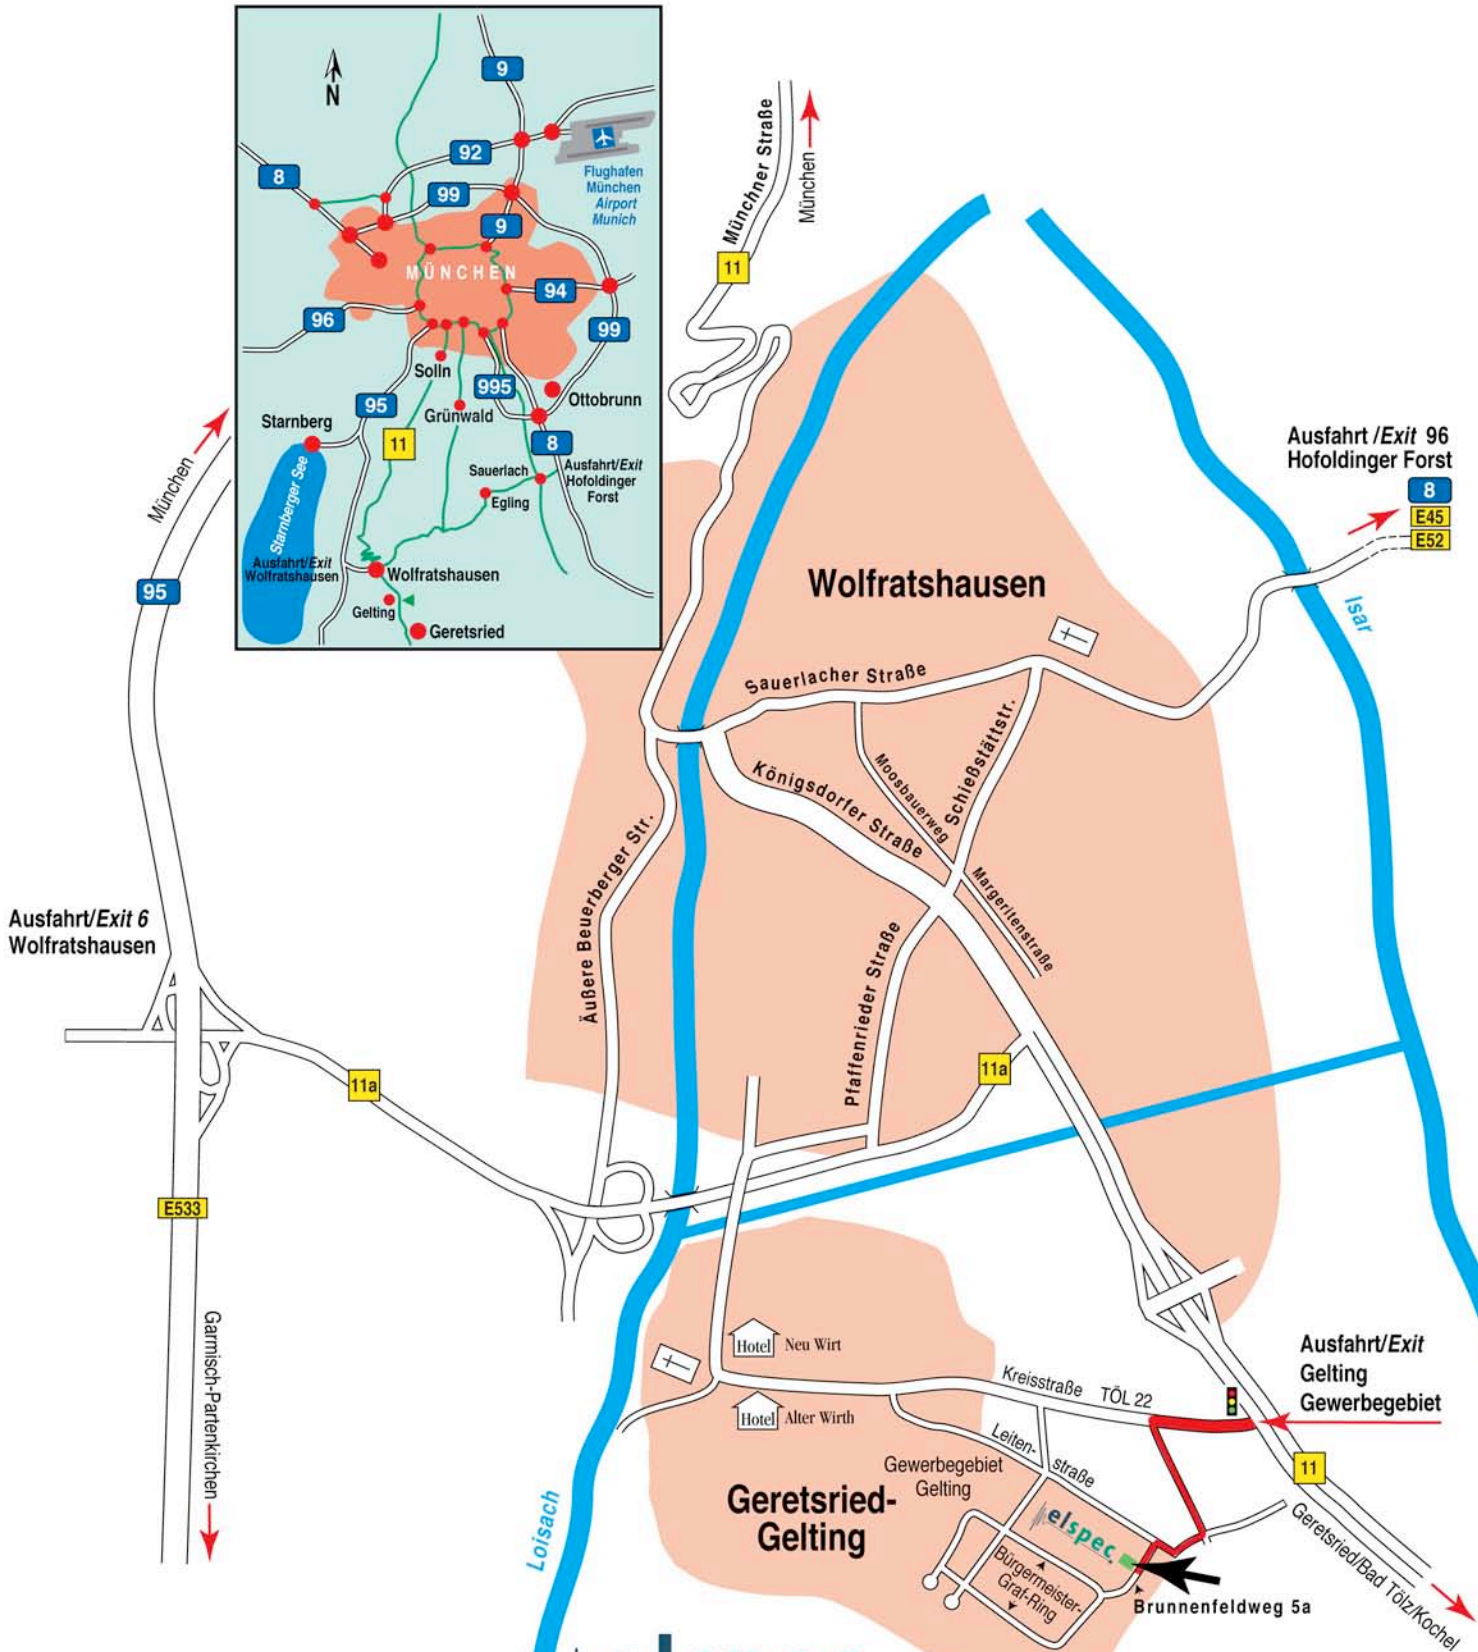 N
9
92
8
99
9
Flughafen
München
Airport
Munich
MÜNCHEN
94
96
99
Solln
995
Ottobrunn
95
Grünwald
Starnberg
11
8
Starnberger See
Sauerlach
Ausfahrt/Exit
Hofoldinger
Forst
Egling
Ausfahrt/Exit
Wolfratshausen
Wolfratshausen
Gelting
Geretsried
Münchner Straße
München
11
München
95
Ausfahrt /Exit 96
Hofoldinger Forst
8
E45
E52
Isar
Wolfratshausen
Sauerlacher Straße
Schießstättstr.
Moosbauerweg
Königsdorfer Straße
Margeritenstraße
Äußere Beuerberger Str.
Pfaffenrieder Straße
Ausfahrt/Exit 6
Wolfratshausen
11a
11a
E533
Garmisch-Partenkirchen
Hotel Neu Wirt
Hotel Alter Wirth
Kreisstraße TÖL 22
Ausfahrt/Exit
Gelting
Gewerbegebiet
11
Leiten-
straße
Gewerbegebiet
Gelting
Geretsried-
Gelting
Loisach
elspec
Bürgermeister-
Graf-Ring
Brunnenfeldweg 5a
Geretsried/Bad Tölz/Kochel